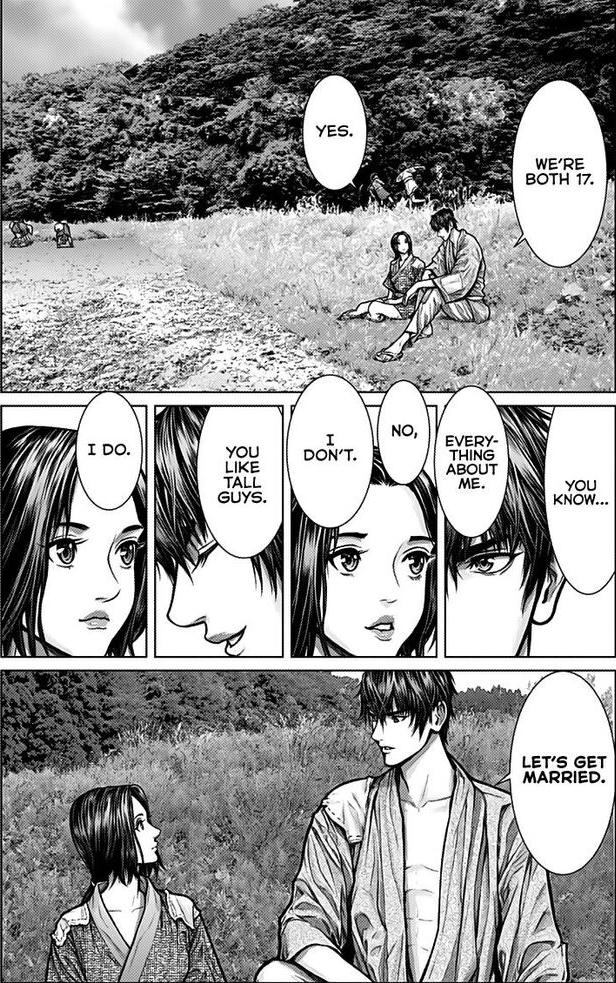 WE'RE
BOTH 17.
YES.
YOU
KNOW...
EVERY-
THING
ABOUT
ME.
NO,
I
DON'T.
YOU
LIKE
TALL
GUYS.
I DO.
LET'S GET
MARRIED.